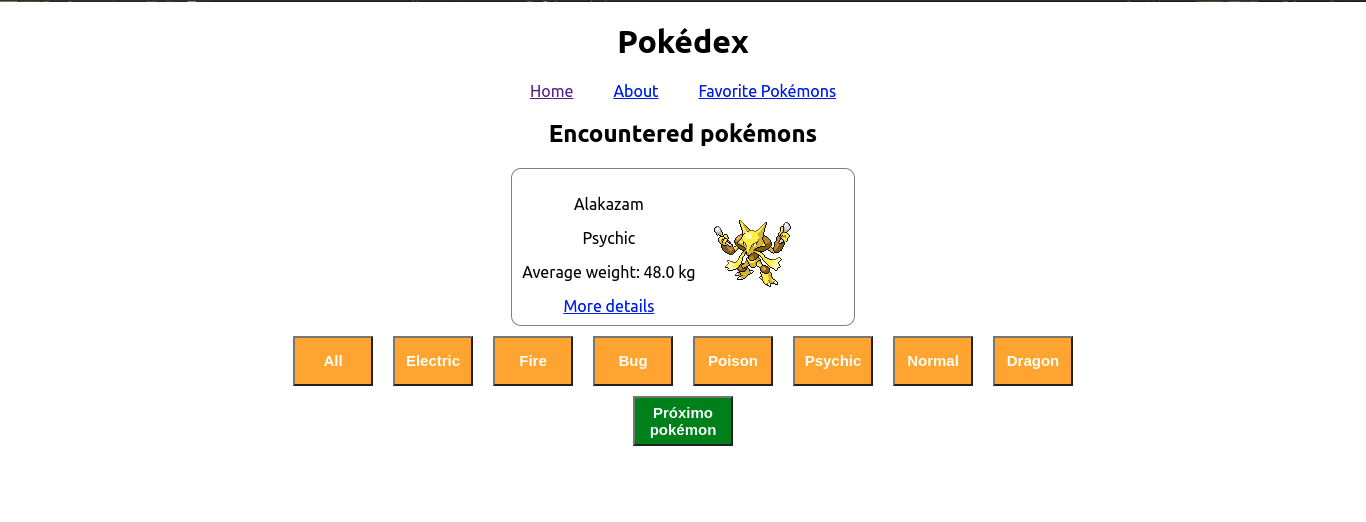 Pokédex
Home About Favorite Pokémons
Encountered pokémons
Alakazam
Psychic
Average weight: 48.0 kg
More details
All Electric Fire Bug Poison Psychic Normal Dragon
Próximo
pokémon